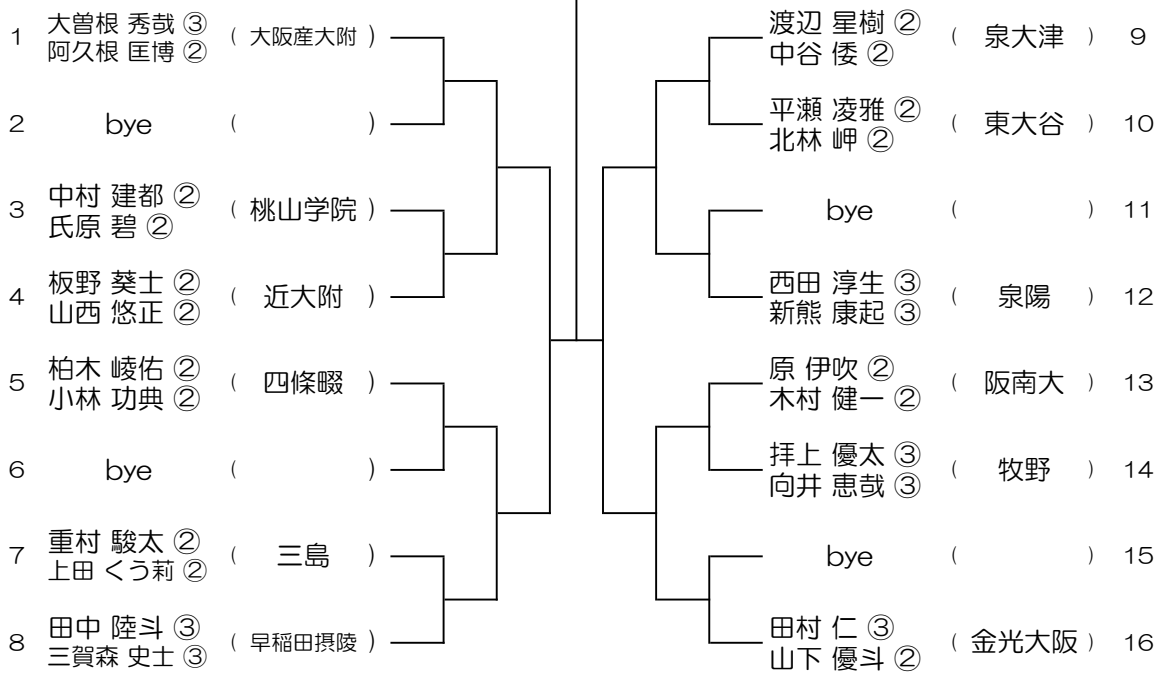 1 大曽根 秀哉 ③ ( 大阪産大附 )
阿久根 匡博 ②
2 bye ( )
3 中村 建都 ② ( 桃山学院 )
氏原 碧 ②
4 板野 葵士 ② ( 近大附 )
山西 悠正 ②
5 柏木 崚佑 ② ( 四條畷 )
小林 功典 ②
6 bye ( )
7 重村 駿太 ② ( 三島 )
上田 くう莉 ②
8 田中 陸斗 ③ ( 早稲田摂陵 )
三賀森 史士 ③
渡辺 星樹 ② ( 泉大津 ) 9
中谷 倭 ②
平瀬 凌雅 ② ( 東大谷 ) 10
北林 岬 ②
bye ( ) 11
西田 淳生 ③ ( 泉陽 ) 12
新熊 康起 ③
原 伊吹 ② ( 阪南大 ) 13
木村 健一 ②
拝上 優太 ③ ( 牧野 ) 14
向井 恵哉 ③
bye ( ) 15
田村 仁 ③ ( 金光大阪 ) 16
山下 優斗 ②